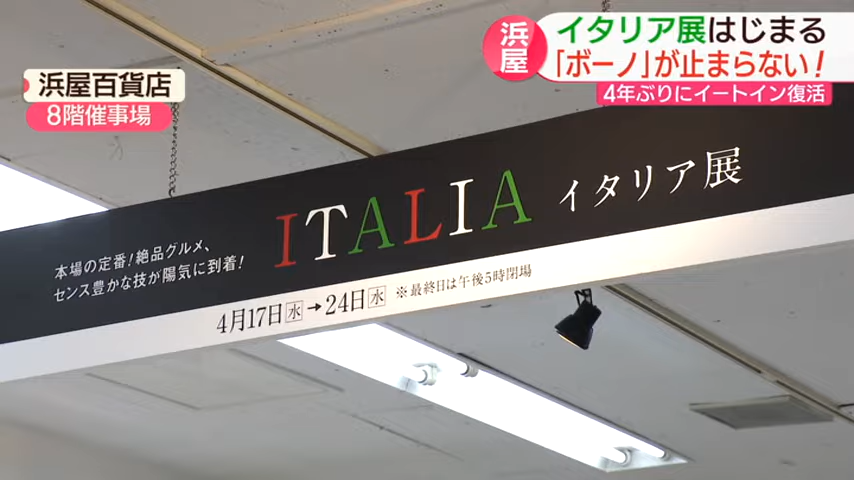 浜屋
イタリア展はじまる
「ボーノ」が止まらない!
4年ぶりにイートイン復活
浜屋百貨店
8階催事場
本場の定番!絶品グルメ、
センス豊かな技が陽気に到着!
ITALIA イタリア展
4月17日水→24日水 ※最終日は午後5時閉場